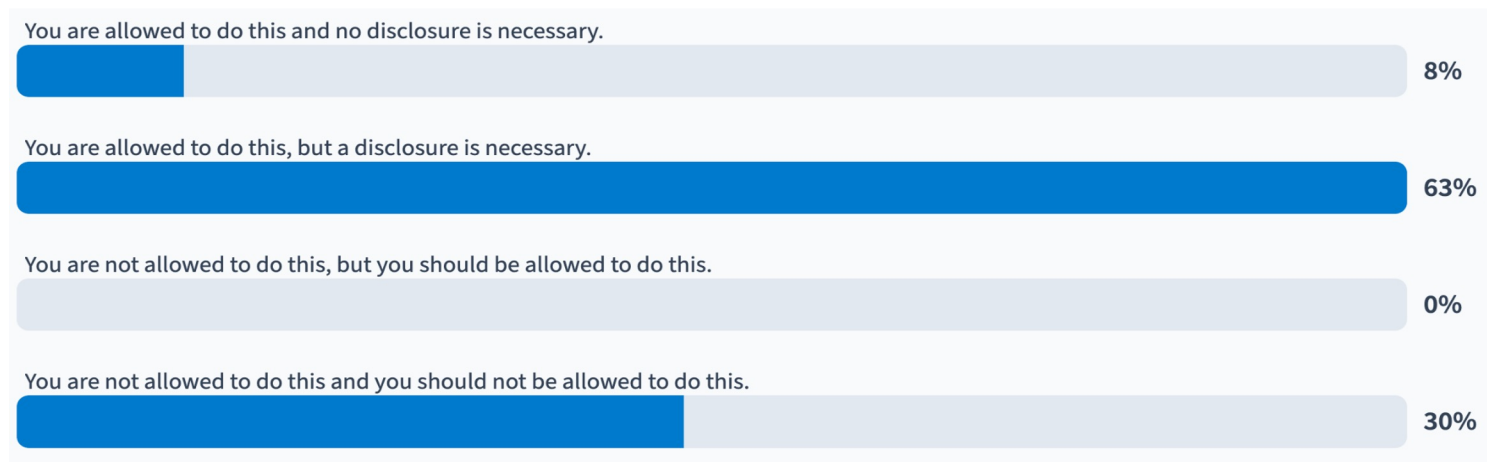 You are allowed to do this and no disclosure is necessary.
8%
You are allowed to do this, but a disclosure is necessary.
63%
You are not allowed to do this, but you should be allowed to do this.
0%
You are not allowed to do this and you should not be allowed to do this.
30%